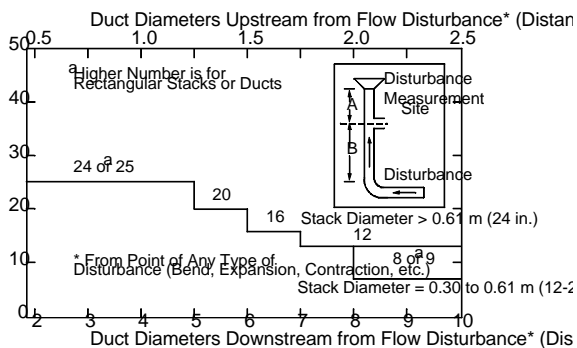 Duct Diameters Upstream from Flow Disturbance* (Distan
0.5 1.0 1.5 2.0 2.5
50
a Higher Number is for
Rectangular Stacks or Ducts
40
30
20
10
0
Disturbance
A
Measurement
Site
B
Disturbance
24 or 25 a
20
16
Stack Diameter > 0.61 m (24 in.)
12
8 or 9 a
* From Point of Any Type of
Disturbance (Bend, Expansion, Contraction, etc.)
Stack Diameter = 0.30 to 0.61 m (12-2
2 3 4 5 6 7 8 9 10
Duct Diameters Downstream from Flow Disturbance* (Dis